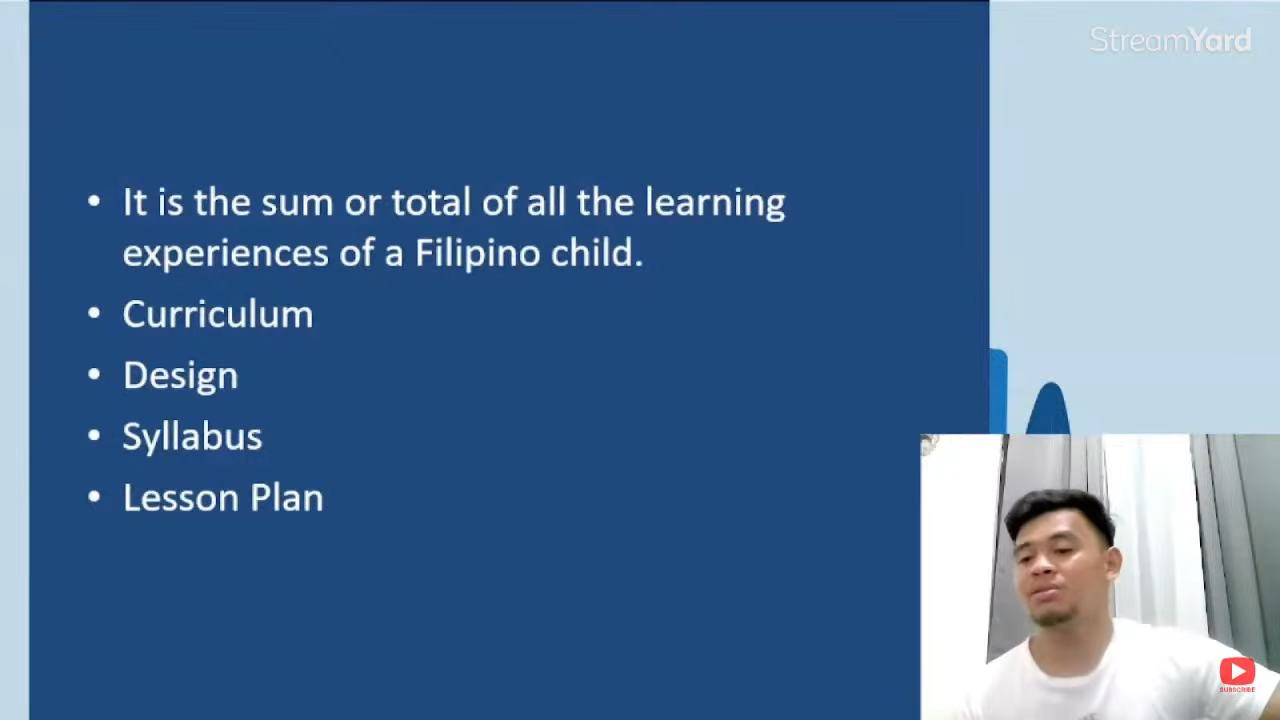 StreamYard
• It is the sum or total of all the learning
experiences of a Filipino child.
• Curriculum
• Design
• Syllabus
• Lesson Plan
SUBSCRIBE